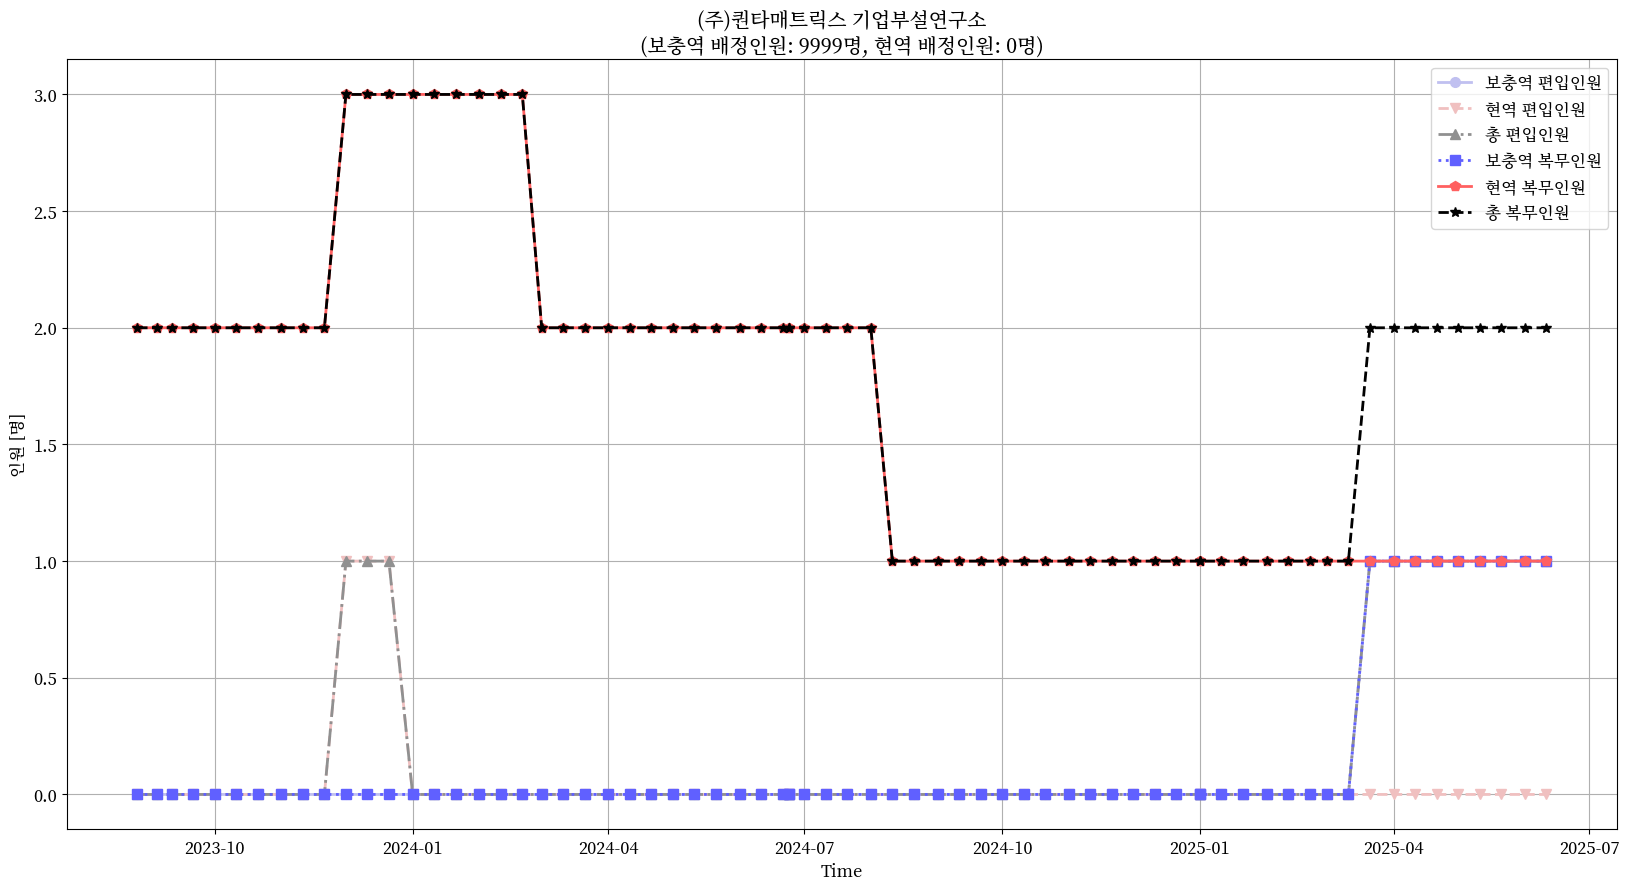 (주)퀀타매트릭스 기업부설연구소
(보충역 배정인원: 9999명, 현역 배정인원: 0명)
보충역 편입인원
현역 편입인원
총 편입인원
보충역 복무인원
현역 복무인원
총 복무인원
인원 [명]
3.0
2.5
2.0
1.5
1.0
0.5
0.0
2023-10
2024-01
2024-04
2024-07
2024-10
2025-01
2025-04
2025-07
Time